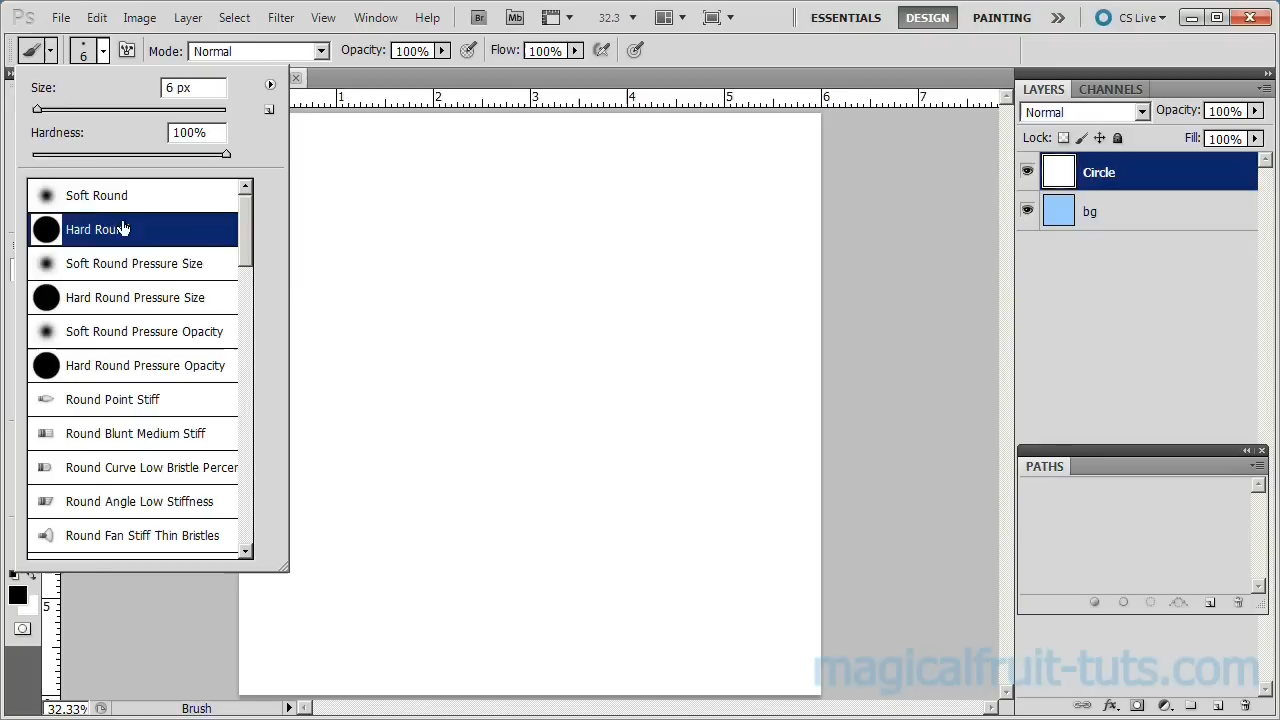 Ps File Edit Image Layer Select Filter View Window Help Br Mb 32.3 ESSENTIALS DESIGN PAINTING CS Live
6 Mode: Normal Opacity: 100% Flow: 100%
Size: 6 px
Hardness: 100%
Soft Round
Hard Round
Soft Round Pressure Size
Hard Round Pressure Size
Soft Round Pressure Opacity
Hard Round Pressure Opacity
Round Point Stiff
Round Blunt Medium Stiff
Round Curve Low Bristle Percen
Round Angle Low Stiffness
Round Fan Stiff Thin Bristles
1 2 3 4 5 6 7
5
LAYERS CHANNELS
Normal Opacity: 100%
Lock: Fill: 100%
Circle
bg
PATHS
magicalfruit-tuts.com
32.33% Brush